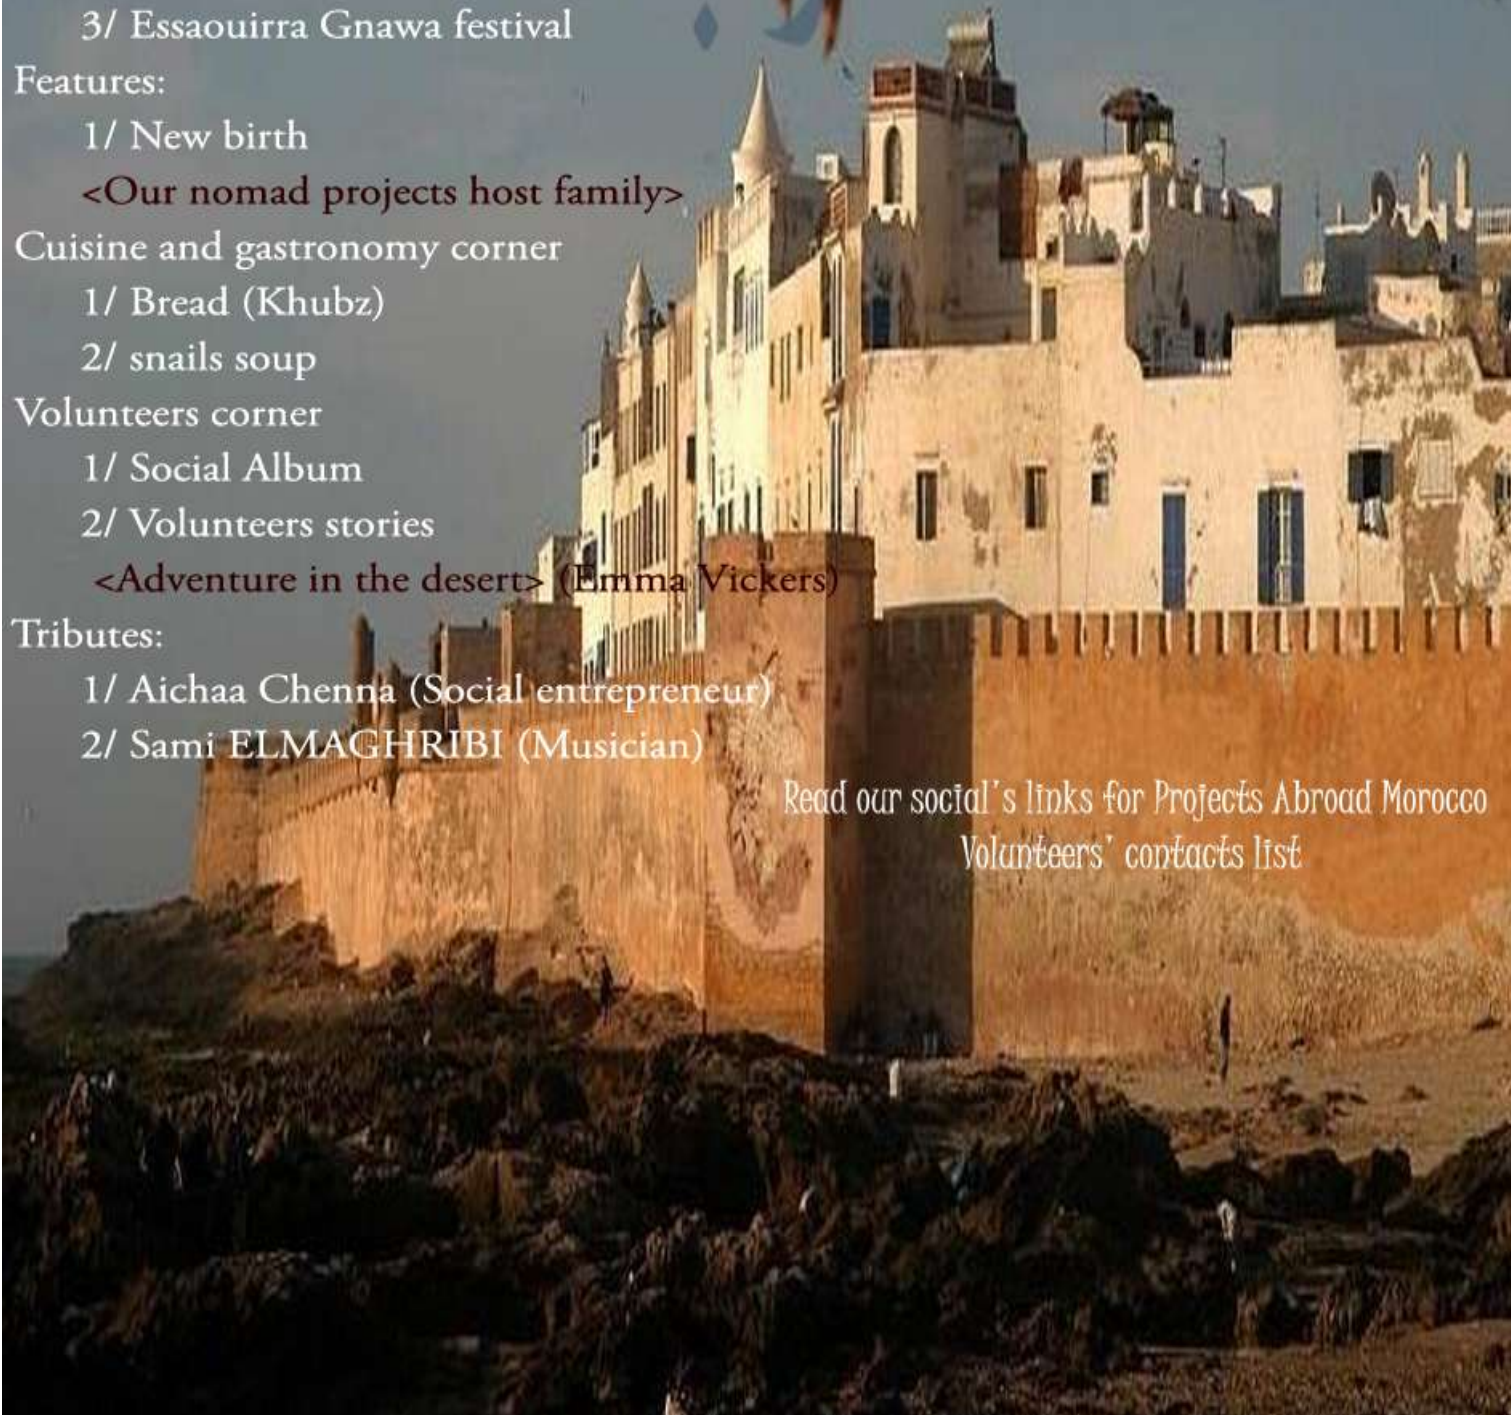 3/ Essaouirra Gnawa festival
Features:
1/ New birth
<Our nomad projects host family>
Cuisine and gastronomy corner
1/ Bread (Khubz)
2/ snails soup
Volunteers corner
1/ Social Album
2/ Volunteers stories
<Adventure in the desert> (Emma Vickers)
Tributes:
1/ Aichaa Chenna (Social entrepreneur)
2/ Sami ELMAGHRIBI (Musician)
Read our social's links for Projects Abroad Morocco
Volunteers' contacts list